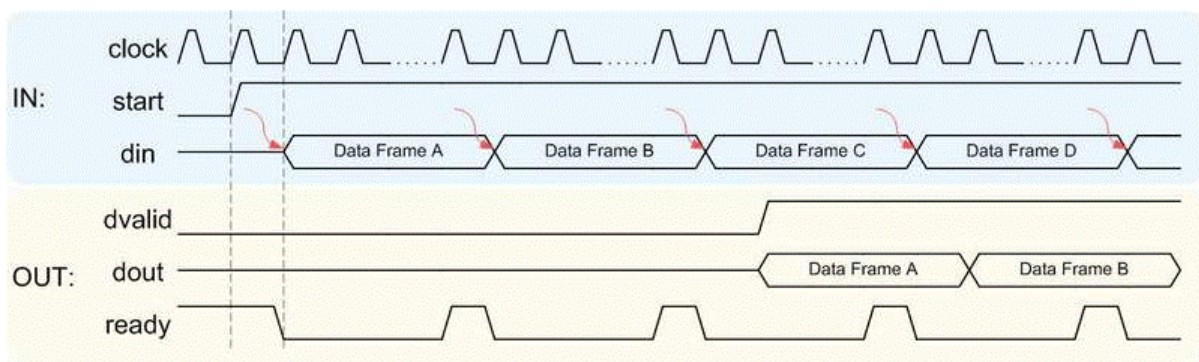 clock
IN:
start
din
Data Frame A
Data Frame B
Data Frame C
Data Frame D
dvalid
OUT:
dout
Data Frame A
Data Frame B
ready